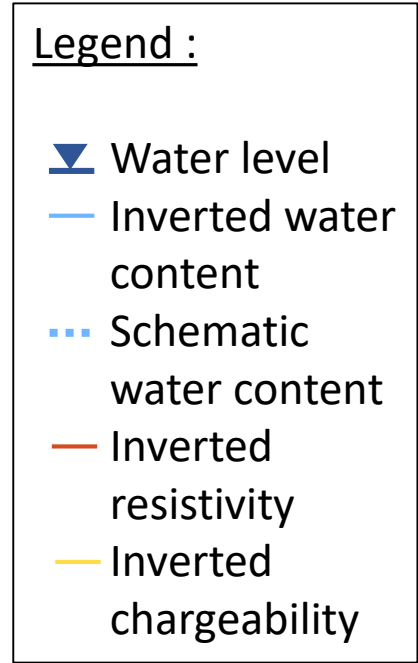 Legend :
Water level
Inverted water
content
Schematic
water content
Inverted
resistivity
Inverted
chargeability